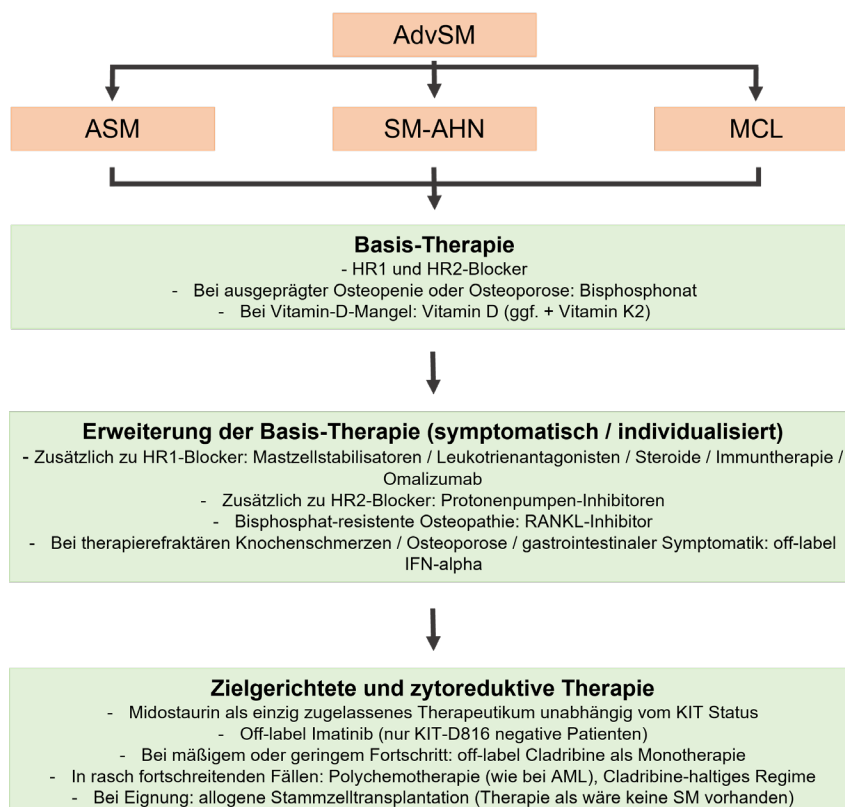 AdvSM
ASM
SM-AHN
MCL
Basis-Therapie
- HR1 und HR2-Blocker
- Bei ausgeprägter Osteopenie oder Osteoporose: Bisphosphonat
- Bei Vitamin-D-Mangel: Vitamin D (ggf. + Vitamin K2)
Erweiterung der Basis-Therapie (symptomatisch / individualisiert)
- Zusätzlich zu HR1-Blocker: Mastzellstabilisatoren / Leukotrienantagonisten / Steroide / Immuntherapie /
Omalizumab
- Zusätzlich zu HR2-Blocker: Protonenpumpen-Inhibitoren
- Bisphosphat-resistente Osteopathie: RANKL-Inhibitor
- Bei therapierefraktären Knochenschmerzen / Osteoporose / gastrointestinaler Symptomatik: off-label
IFN-alpha
Zielgerichtete und zytoreduktive Therapie
- Midostaurin als einzig zugelassenes Therapeutikum unabhängig vom KIT Status
- Off-label Imatinib (nur KIT-D816 negative Patienten)
- Bei mäßigem oder geringem Fortschritt: off-label Cladribine als Monotherapie
- In rasch fortschreitenden Fällen: Polychemotherapie (wie bei AML), Cladribine-haltiges Regime
- Bei Eignung: allogene Stammzelltransplantation (Therapie als wäre keine SM vorhanden)